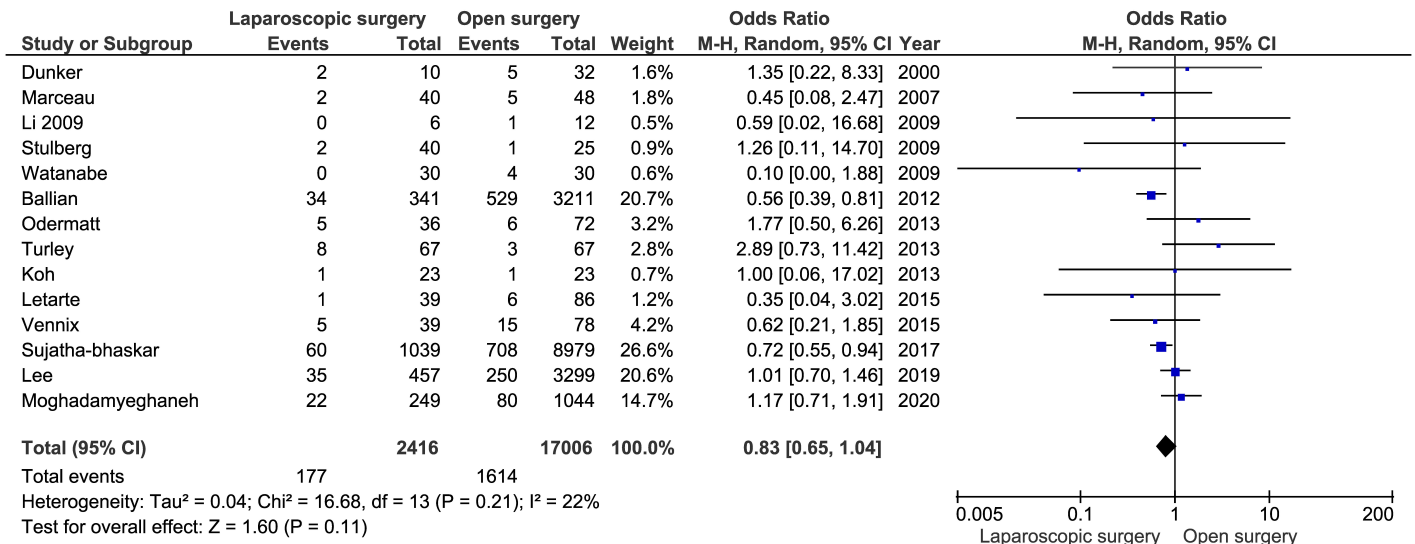 Laparoscopic surgery Open surgery Odds Ratio Odds Ratio
Study or Subgroup Events Total Events Total Weight M-H, Random, 95% CI Year M-H, Random, 95% CI
Dunker 2 10 5 32 1.6% 1.35 [0.22, 8.33] 2000
Marceau 2 40 5 48 1.8% 0.45 [0.08, 2.47] 2007
Li 2009 0 6 1 12 0.5% 0.59 [0.02, 16.68] 2009
Stulberg 2 40 1 25 0.9% 1.26 [0.11, 14.70] 2009
Watanabe 0 30 4 30 0.6% 0.10 [0.00, 1.88] 2009
Ballian 34 341 529 3211 20.7% 0.56 [0.39, 0.81] 2012
Odermatt 5 36 6 72 3.2% 1.77 [0.50, 6.26] 2013
Turley 8 67 3 67 2.8% 2.89 [0.73, 11.42] 2013
Koh 1 23 1 23 0.7% 1.00 [0.06, 17.02] 2013
Letarte 1 39 6 86 1.2% 0.35 [0.04, 3.02] 2015
Vennix 5 39 15 78 4.2% 0.62 [0.21, 1.85] 2015
Sujatha-bhaskar 60 1039 708 8979 26.6% 0.72 [0.55, 0.94] 2017
Lee 35 457 250 3299 20.6% 1.01 [0.70, 1.46] 2019
Moghadamyeghaneh 22 249 80 1044 14.7% 1.17 [0.71, 1.91] 2020
Total (95% CI) 2416 17006 100.0% 0.83 [0.65, 1.04]
Total events 177 1614
Heterogeneity: Tau² = 0.04; Chi² = 16.68, df = 13 (P = 0.21); I² = 22%
Test for overall effect: Z = 1.60 (P = 0.11)
0.005 0.1 1 10 200
Laparoscopic surgery Open surgery